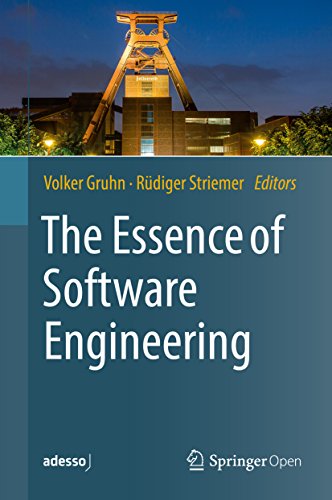 Volker Gruhn · Rüdiger Striemer Editors
The Essence of
Software
Engineering
adesso
Springer Open